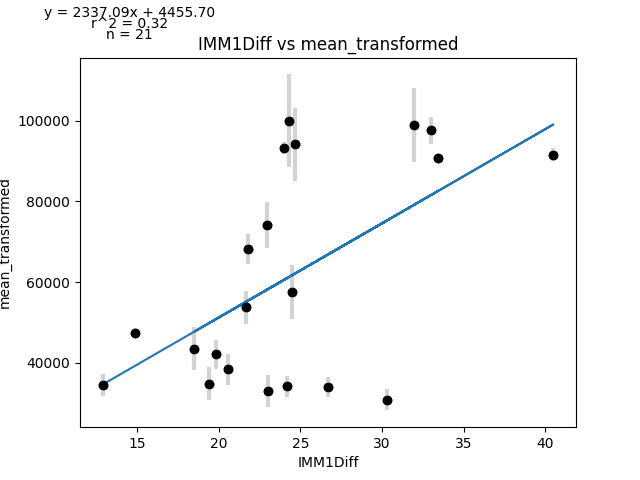 y = 2337.09x + 4455.70
r^2 = 0.32
n = 21
IMM1Diff vs mean_transformed
100000
80000
60000
40000
mean_transformed
15 20 25 30 35 40
IMM1Diff